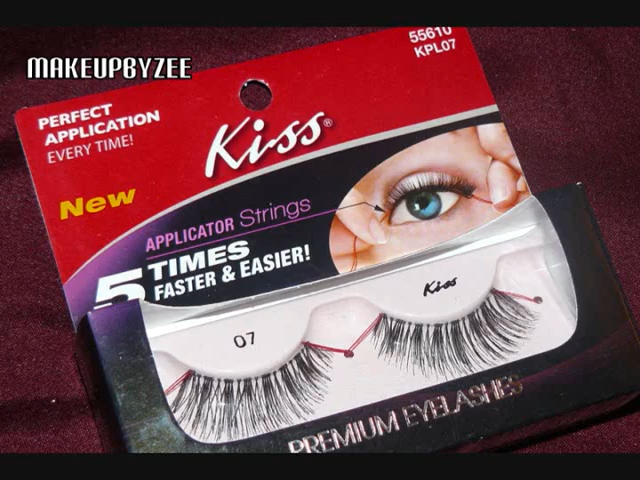 MAKEUPBYZEE
55610
KPL07
PERFECT
APPLICATION
EVERY TIME!
Kiss®
New
APPLICATOR Strings
5 TIMES
FASTER & EASIER!
Kiss
07
PREMIUM EYELASHES